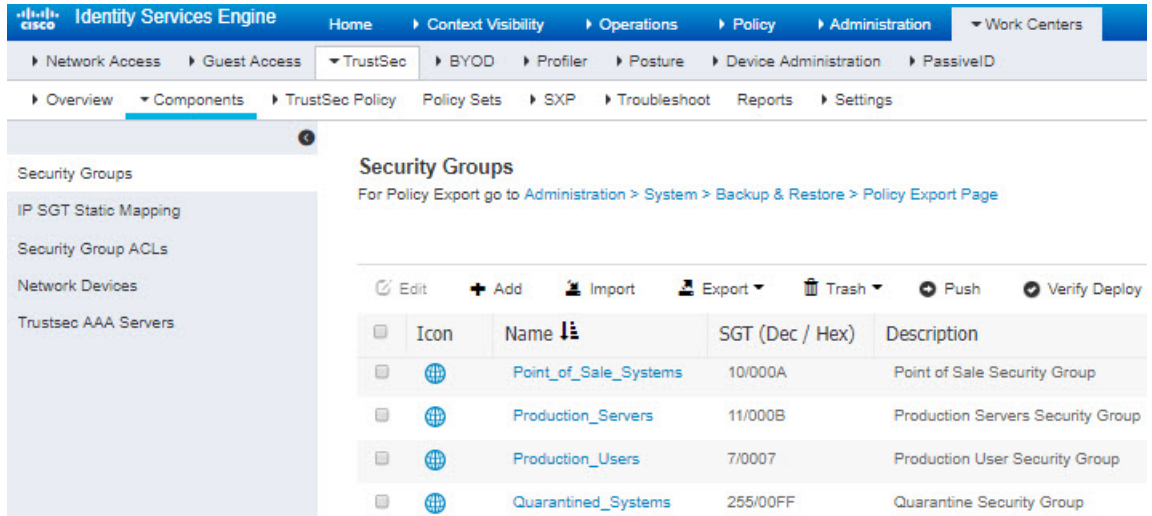 cisco Identity Services Engine Home Context Visibility Operations Policy Administration Work Centers
Network Access Guest Access TrustSec BYOD Profiler Posture Device Administration PassiveID
Overview Components TrustSec Policy Policy Sets SXP Troubleshoot Reports Settings
Security Groups
IP SGT Static Mapping
Security Group ACLs
Network Devices
Trustsec AAA Servers
Security Groups
For Policy Export go to Administration > System > Backup & Restore > Policy Export Page
Edit Add Import Export Trash Push Verify Deploy
Icon Name SGT (Dec / Hex) Description
Point_of_Sale_Systems 10/000A Point of Sale Security Group
Production_Servers 11/000B Production Servers Security Group
Production_Users 7/0007 Production User Security Group
Quarantined_Systems 255/00FF Quarantine Security Group